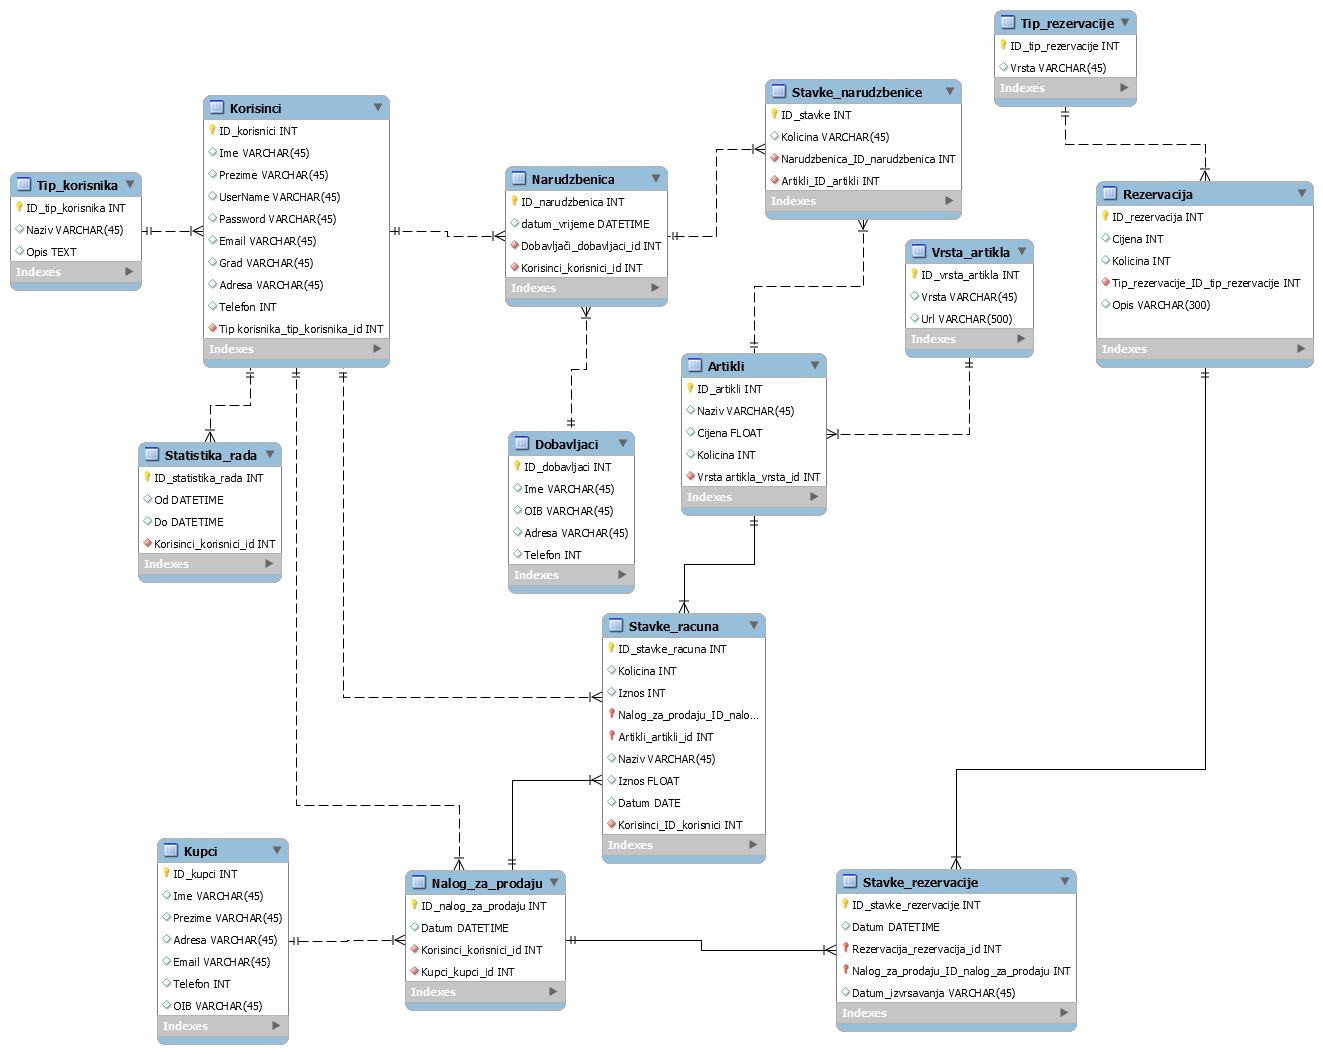 Tip_rezervacije
ID_tip_rezervacije INT
Vrsta VARCHAR(45)
Indexes
Korisinci
ID_korisnici INT
Ime VARCHAR(45)
Prezime VARCHAR(45)
UserName VARCHAR(45)
Password VARCHAR(45)
Email VARCHAR(45)
Grad VARCHAR(45)
Adresa VARCHAR(45)
Telefon INT
Tip korisnika_tip_korisnika_id INT
Indexes
Stavke_narudzbenice
ID_stavke INT
Kolicina VARCHAR(45)
Narudzbenica_ID_narudzbenica INT
Artikli_ID_artikli INT
Indexes
Tip_korisnika
ID_tip_korisnika INT
Naziv VARCHAR(45)
Opis TEXT
Indexes
Narudzbenica
ID_narudzbenica INT
datum_vrijeme DATETIME
Dobavljači_dobavljaci_id INT
Korisinci_korisnici_id INT
Indexes
Rezervacija
ID_rezervacija INT
Cijena INT
Kolicina INT
Tip_rezervacije_ID_tip_rezervacije INT
Opis VARCHAR(300)
Indexes
Vrsta_artikla
ID_vrsta_artikla INT
Vrsta VARCHAR(45)
Url VARCHAR(500)
Indexes
Artikli
ID_artikli INT
Naziv VARCHAR(45)
Cijena FLOAT
Kolicina INT
Vrsta artikla_vrsta_id INT
Indexes
Statistika_rada
ID_statistika_rada INT
Od DATETIME
Do DATETIME
Korisinci_korisnici_id INT
Indexes
Dobavljaci
ID_dobavljaci INT
Ime VARCHAR(45)
OIB VARCHAR(45)
Adresa VARCHAR(45)
Telefon INT
Indexes
Stavke_racuna
ID_stavke_racuna INT
Kolicina INT
Iznos INT
Nalog_za_prodaju_ID_nalo...
Artikli_artikli_id INT
Naziv VARCHAR(45)
Iznos FLOAT
Datum DATE
Korisinci_ID_korisnici INT
Indexes
Kupci
ID_kupci INT
Ime VARCHAR(45)
Prezime VARCHAR(45)
Adresa VARCHAR(45)
Email VARCHAR(45)
Telefon INT
OIB VARCHAR(45)
Indexes
Nalog_za_prodaju
ID_nalog_za_prodaju INT
Datum DATETIME
Korisinci_korisnici_id INT
Kupci_kupci_id INT
Indexes
Stavke_rezervacije
ID_stavke_rezervacije INT
Datum DATETIME
Rezervacija_rezervacija_id INT
Nalog_za_prodaju_ID_nalog_za_prodaju INT
Datum_izvrsavanja VARCHAR(45)
Indexes